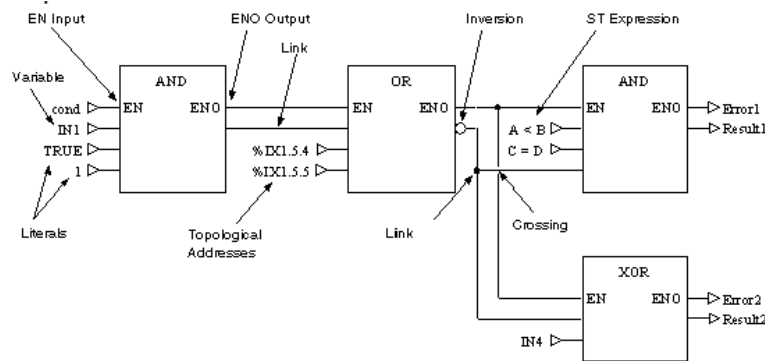 EN Input
ENO Output
Inversion
ST Expression
Link
Variable
AND
OR
AND
cond
EN
ENO
EN
ENO
EN
ENO
Error1
IN1
A < B
Result1
TRUE
%IX1.5.4
C = D
1
%IX1.5.5
Literals
Topological
Addresses
Link
Crossing
XOR
EN
ENO
Error2
Result2
IN4